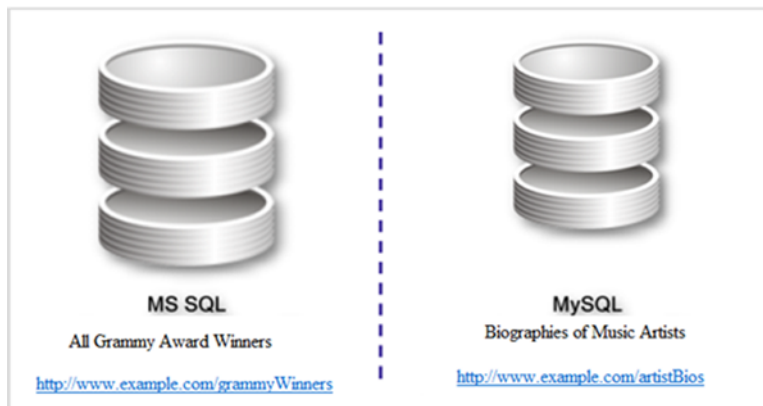 MS SQL
All Grammy Award Winners
http://www.example.com/grammyWinners
MySQL
Biographies of Music Artists
http://www.example.com/artistBios